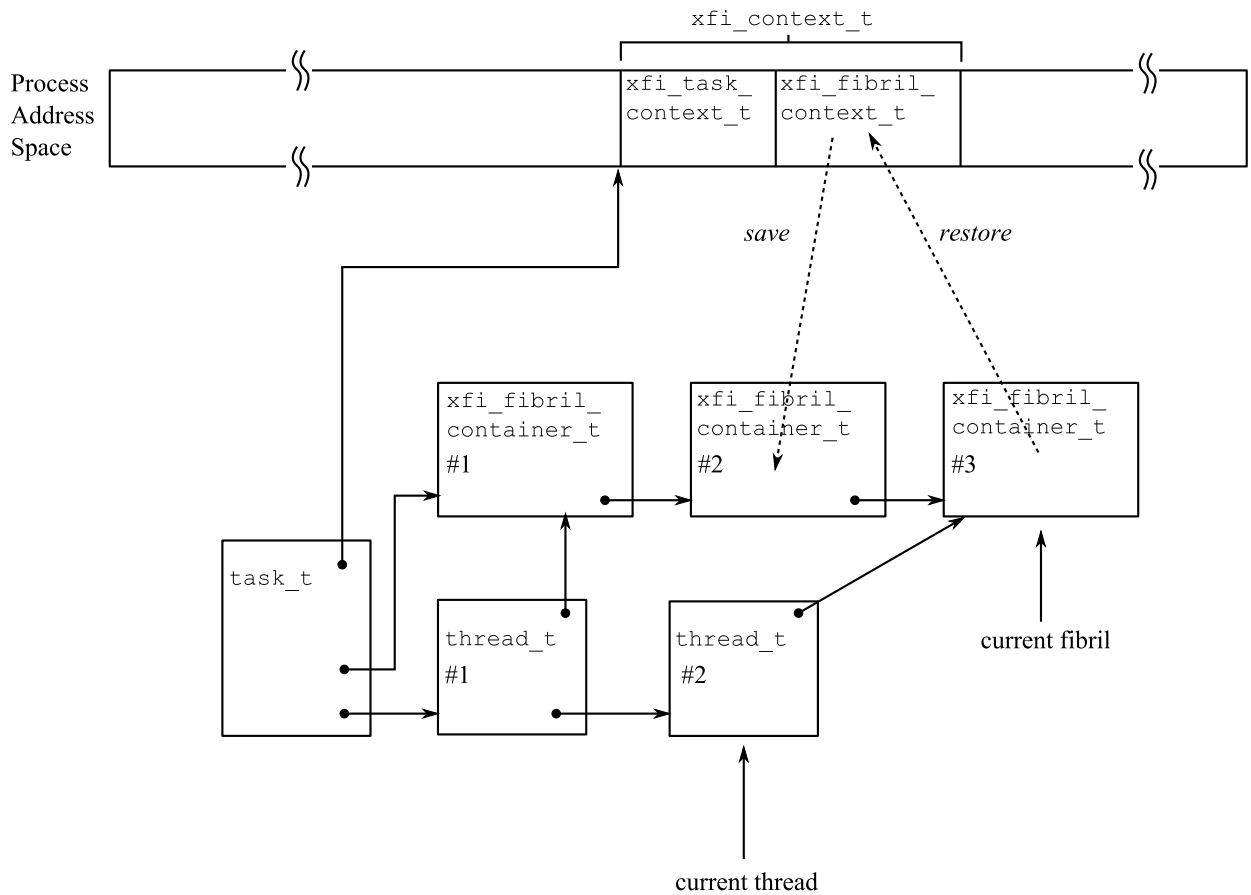 xfi_context_t
Process
Address
Space
xfi_task_
context_t
xfi_fibril_
context_t
save
restore
xfi_fibril_
container_t
#1
xfi_fibril_
container_t
#2
xfi_fibril_
container_t
#3
task_t
thread_t
#1
thread_t
#2
current fibril
current thread